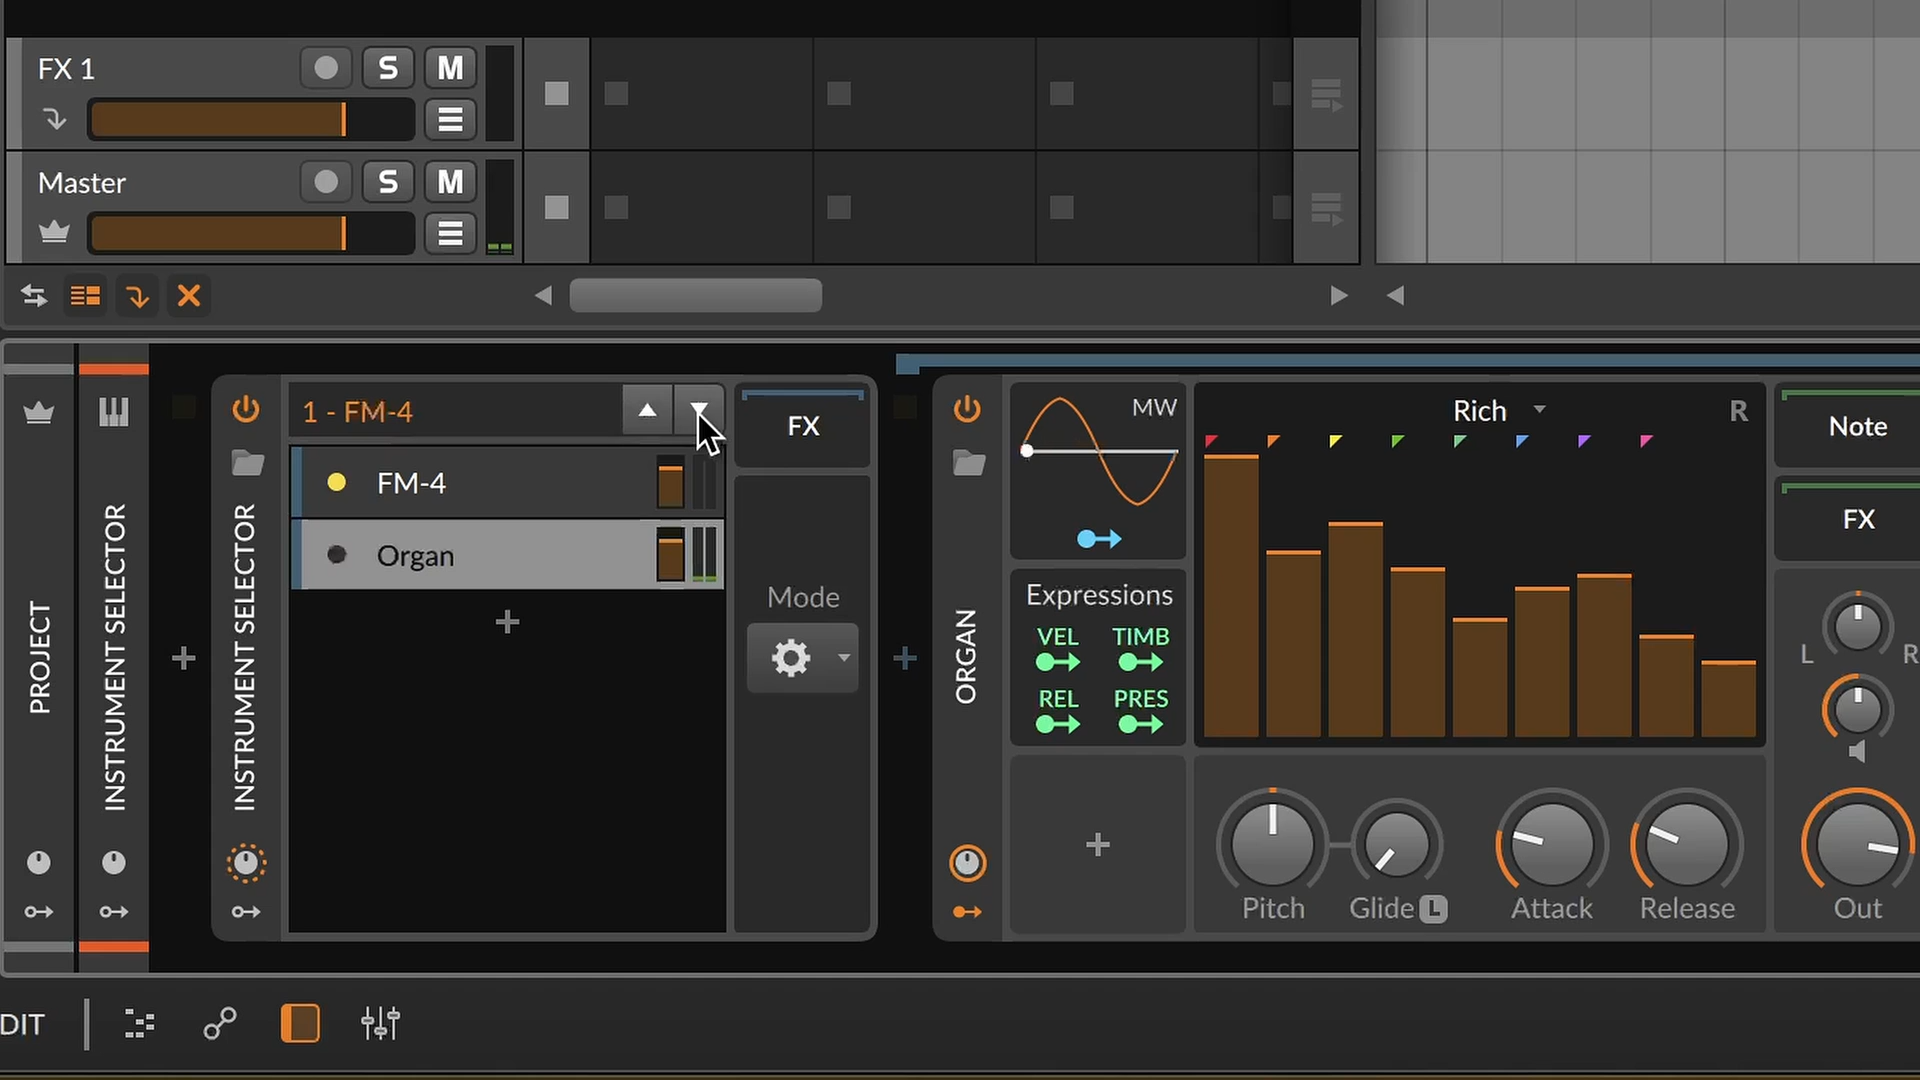 FX 1
S
M
Master
S
M
1 - FM-4
FM-4
Organ
FX
Mode
PROJECT
INSTRUMENT SELECTOR
INSTRUMENT SELECTOR
ORGAN
MW
Expressions
VEL TIMB
REL PRES
Rich
R
Note
FX
L R
Pitch
Glide L
Attack
Release
Out
DIT